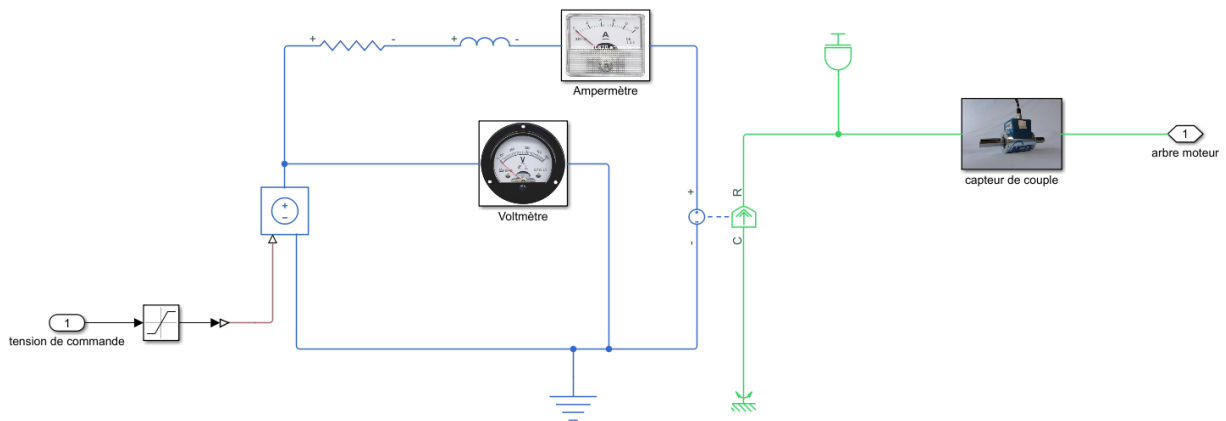 +
-
+
-
A
Ampermètre
V
Voltmètre
+
-
1
tension de commande
+
-
+
-
R
C
capteur de couple
1
arbre moteur